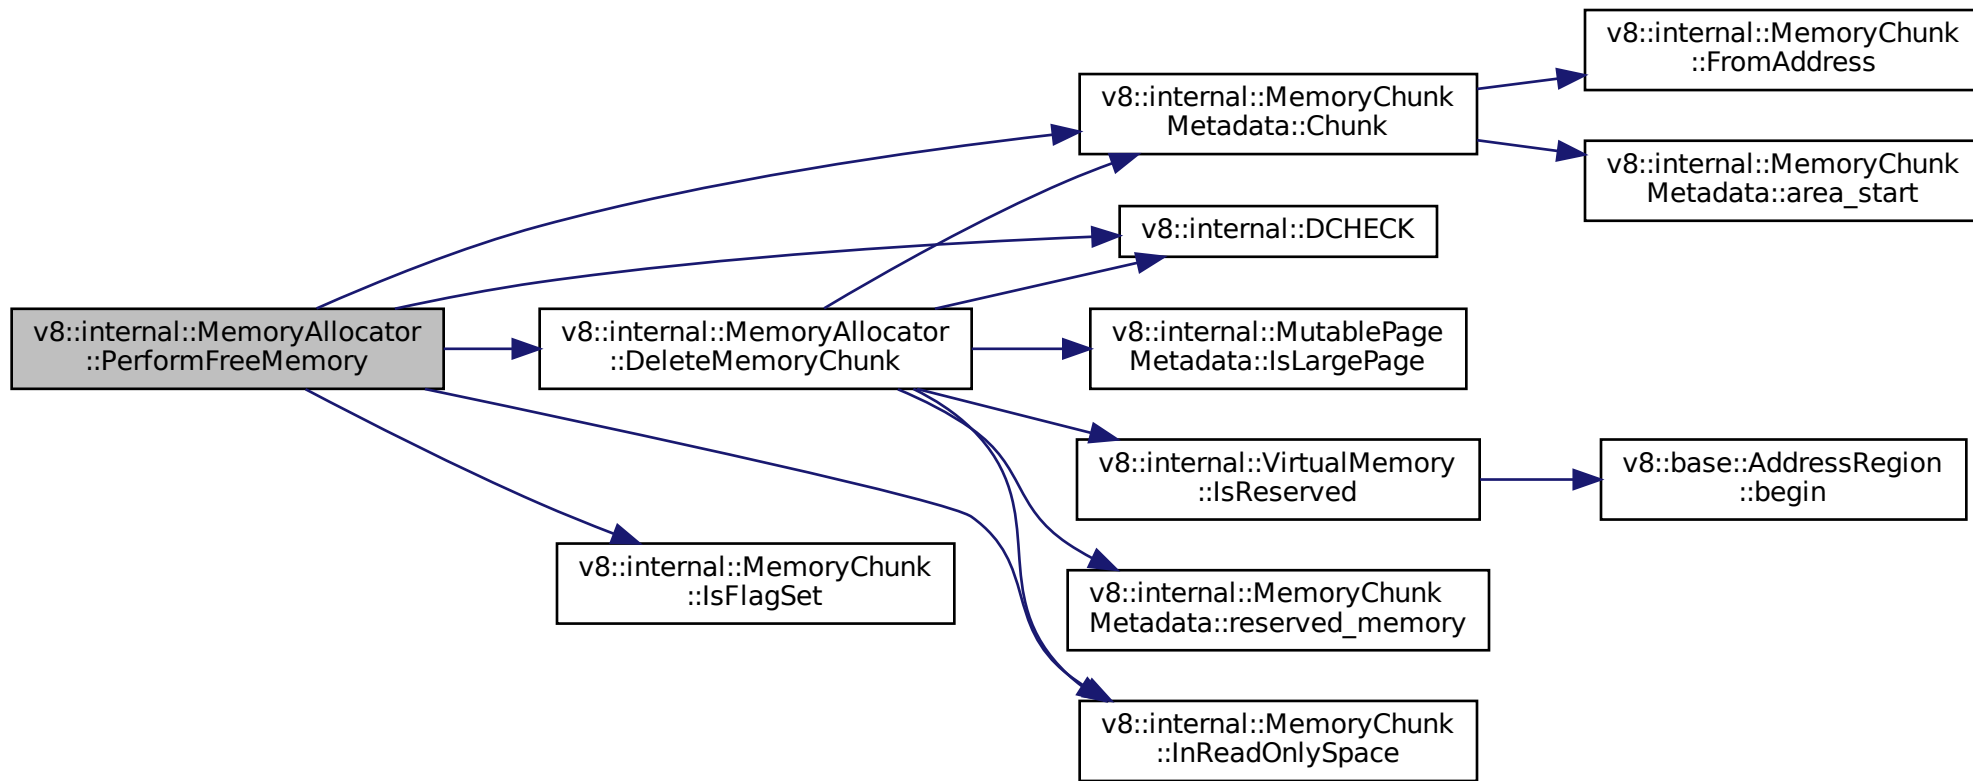 v8::internal::MemoryAllocator
::PerformFreeMemory
v8::internal::MemoryChunk
Metadata::Chunk
v8::internal::MemoryChunk
::FromAddress
v8::internal::MemoryChunk
Metadata::area_start
v8::internal::DCHECK
v8::internal::MemoryAllocator
::DeleteMemoryChunk
v8::internal::MutablePage
Metadata::IsLargePage
v8::internal::VirtualMemory
::IsReserved
v8::base::AddressRegion
::begin
v8::internal::MemoryChunk
Metadata::reserved_memory
v8::internal::MemoryChunk
::InReadOnlySpace
v8::internal::MemoryChunk
::IsFlagSet